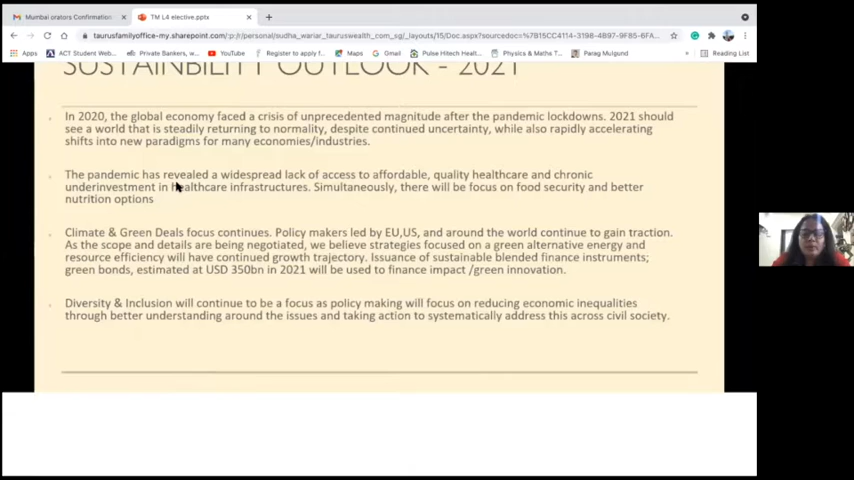 Mumbai orators Confirmation
TM L4 elective.pptx
taurusfamilyoffice-my.sharepoint.com/:p:/r/personal/sudha_wariar_tauruswealth_com_sg/_layouts/15/Doc.aspx?sourcedoc=%7B15CC4114-3198-4B97-9F85-6FA...
Apps ACT Student Web... Private Bankers, w... YouTube Register to apply f... Maps Gmail Pulse Hitech Health... Physics & Maths T... Parag Mulgund » Reading List
SUSTAINBILITY OUTLOOK - 2021
In 2020, the global economy faced a crisis of unprecedented magnitude after the pandemic lockdowns. 2021 should
see a world that is steadily returning to normality, despite continued uncertainty, while also rapidly accelerating
shifts into new paradigms for many economies/industries.
The pandemic has revealed a widespread lack of access to affordable, quality healthcare and chronic
underinvestment in healthcare infrastructures. Simultaneously, there will be focus on food security and better
nutrition options
Climate & Green Deals focus continues. Policy makers led by EU,US, and around the world continue to gain traction.
As the scope and details are being negotiated, we believe strategies focused on a green alternative energy and
resource efficiency will have continued growth trajectory. Issuance of sustainable blended finance instruments;
green bonds, estimated at USD 350bn in 2021 will be used to finance impact /green innovation.
Diversity & Inclusion will continue to be a focus as policy making will focus on reducing economic inequalities
through better understanding around the issues and taking action to systematically address this across civil society.